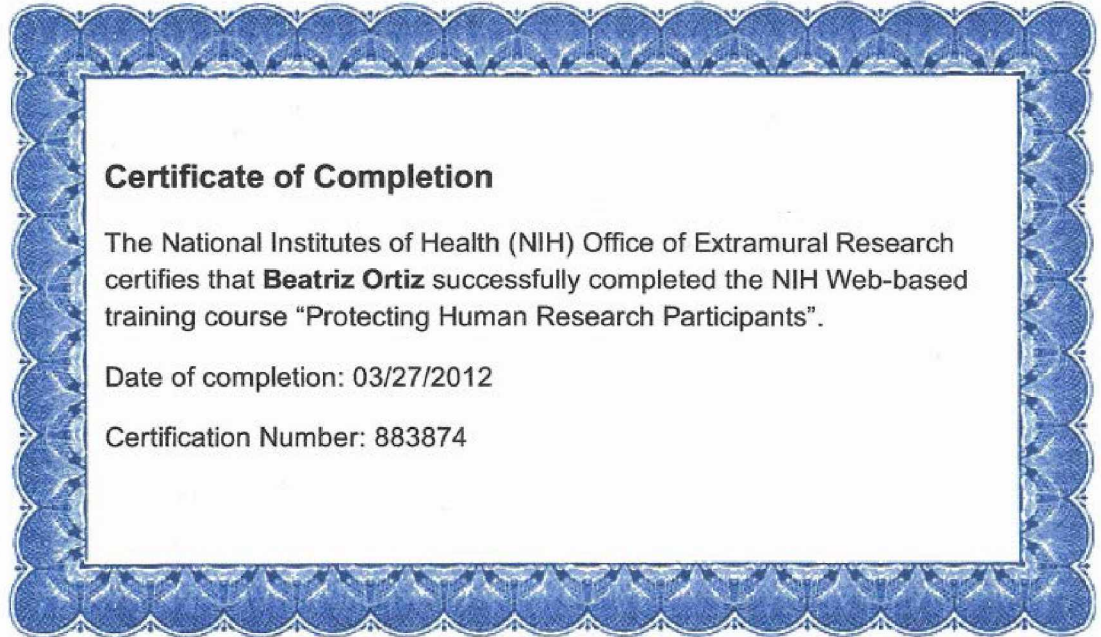 Certificate of Completion
The National Institutes of Health (NIH) Office of Extramural Research
certifies that Beatriz Ortiz successfully completed the NIH Web-based
training course “Protecting Human Research Participants”.
Date of completion: 03/27/2012
Certification Number: 883874